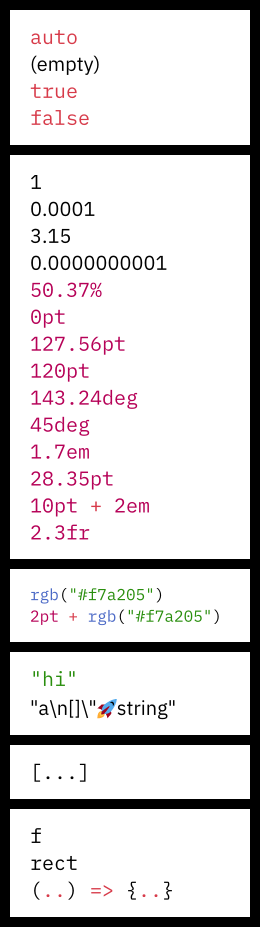 auto
(empty)
true
false
1
0.0001
3.15
0.0000000001
50.37%
0pt
127.56pt
120pt
143.24deg
45deg
1.7em
28.35pt
10pt + 2em
2.3fr
rgb("#f7a205")
2pt + rgb("#f7a205")
"hi"
"a\n[]\"🚀string"
[...]
f
rect
(..) => {..}